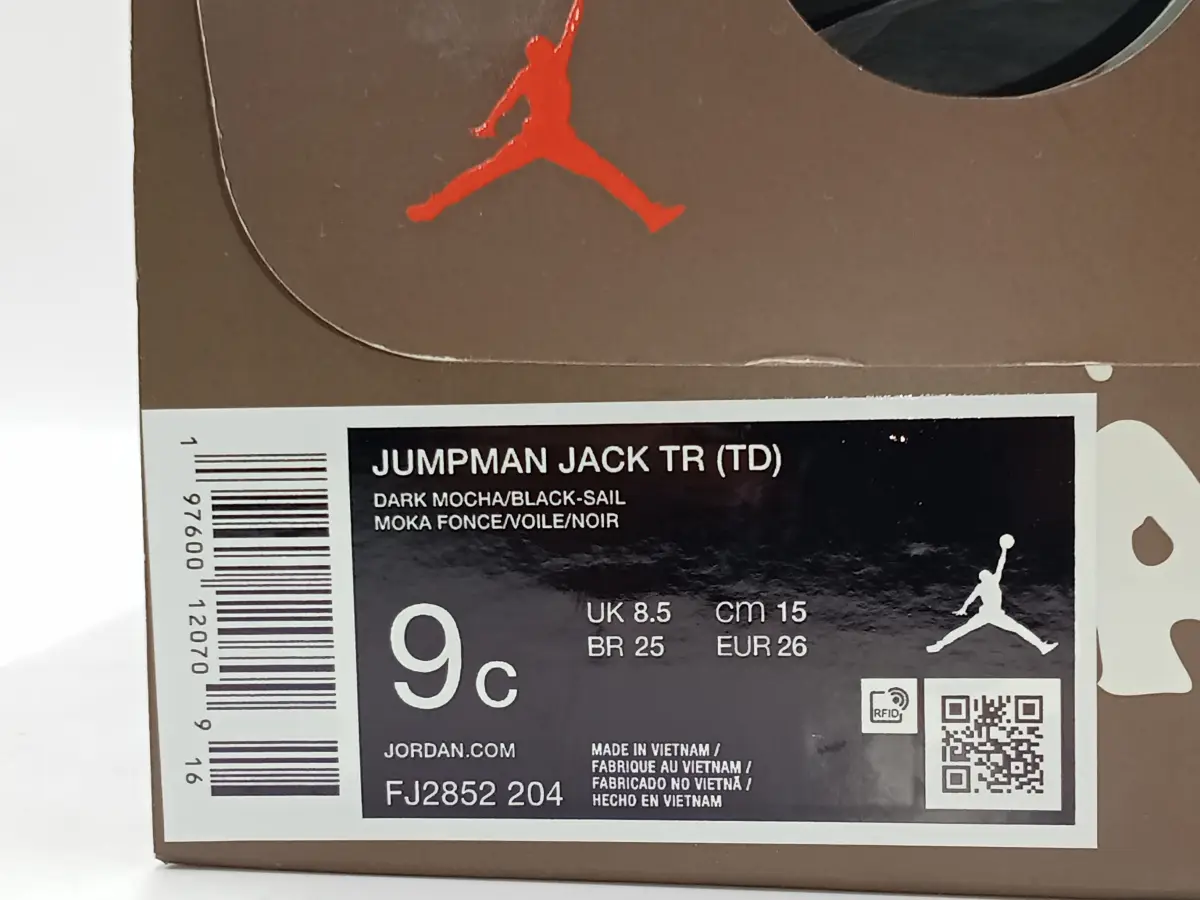 JUMPMAN JACK TR (TD)
DARK MOCHA/BLACK-SAIL
MOKA FONCE/VOILE/NOIR
9c
UK 8.5 cm 15
BR 25 EUR 26
RFID
JORDAN.COM
FJ2852 204
MADE IN VIETNAM /
FABRIQUE AU VIETNAM /
FABRICADO NO VIETNÃ /
HECHO EN VIETNAM
1 97600 12070 9 16